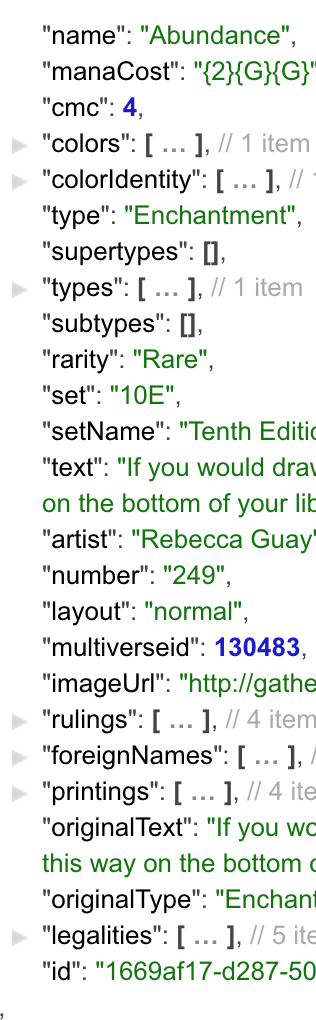 "name": "Abundance",
"manaCost": "{2}{G}{G}"
"cmc": 4,
"colors": [ ... ], // 1 item
"colorIdentity": [ ... ], //
"type": "Enchantment",
"supertypes": [],
"types": [ ... ], // 1 item
"subtypes": [],
"rarity": "Rare",
"set": "10E",
"setName": "Tenth Editio
"text": "If you would draw
on the bottom of your lib
"artist": "Rebecca Guay"
"number": "249",
"layout": "normal",
"multiverseid": 130483,
"imageUrl": "http://gathe
"rulings": [ ... ], // 4 item
"foreignNames": [ ... ], /
"printings": [ ... ], // 4 ite
"originalText": "If you wo
this way on the bottom o
"originalType": "Enchant
"legalities": [ ... ], // 5 ite
"id": "1669af17-d287-50
,